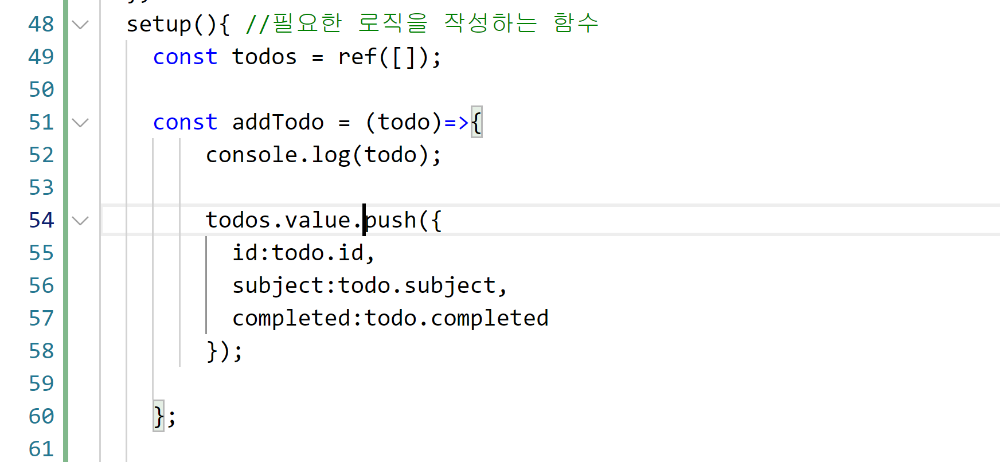 48 setup(){ //필요한 로직을 작성하는 함수
49 const todos = ref([]);
50
51 const addTodo = (todo)=>{
52 console.log(todo);
53
54 todos.value.push({
55 id:todo.id,
56 subject:todo.subject,
57 completed:todo.completed
58 });
59
60 };
61